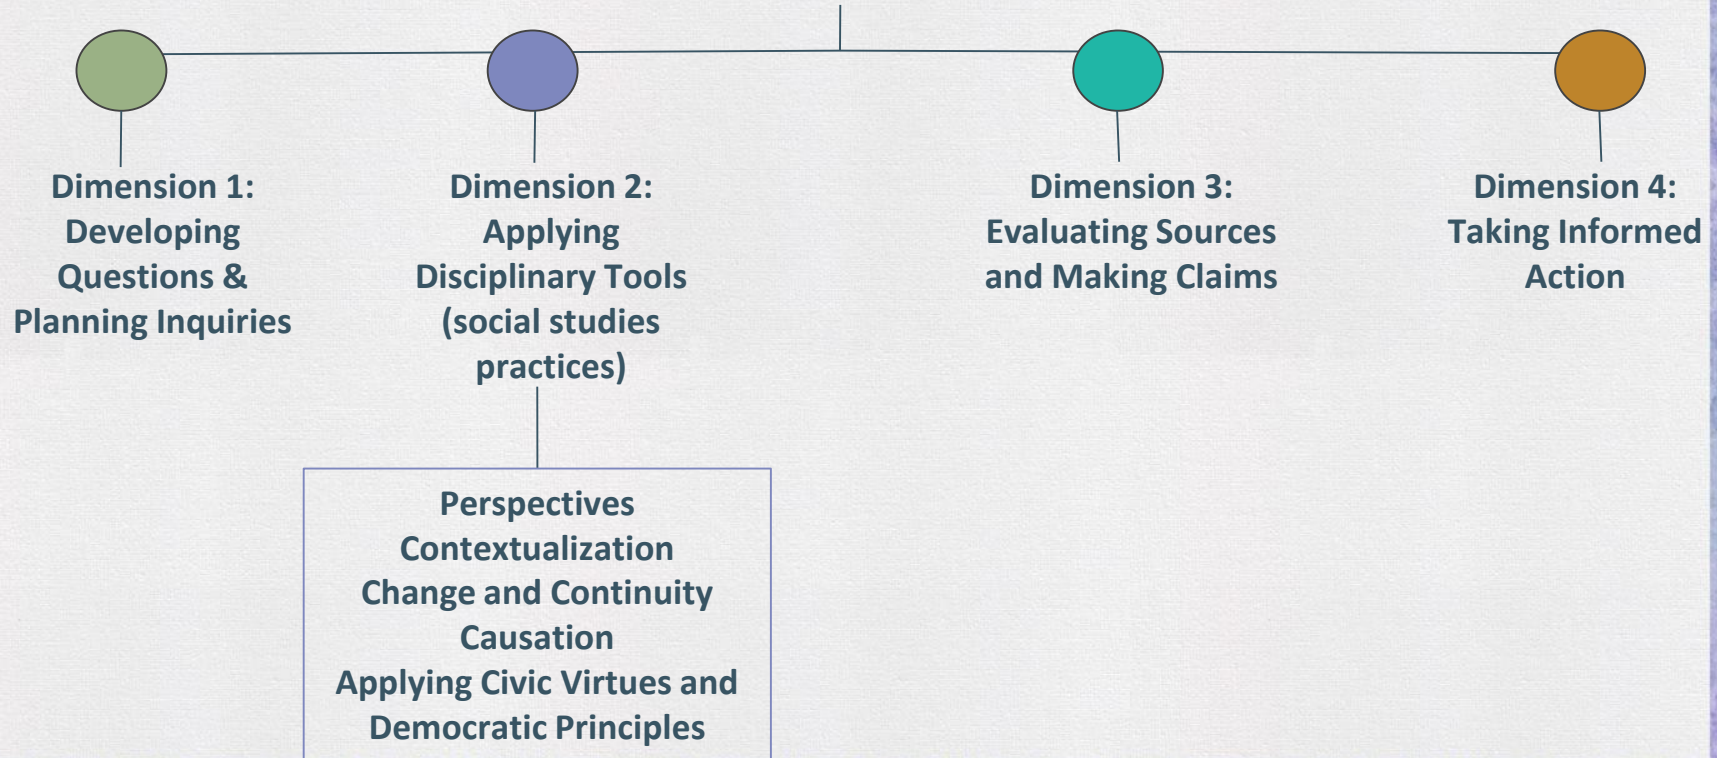 Dimension 1:
Developing
Questions &
Planning Inquiries
Dimension 2:
Applying
Disciplinary Tools
(social studies
practices)
Perspectives
Contextualization
Change and Continuity
Causation
Applying Civic Virtues and
Democratic Principles
Dimension 3:
Evaluating Sources
and Making Claims
Dimension 4:
Taking Informed
Action